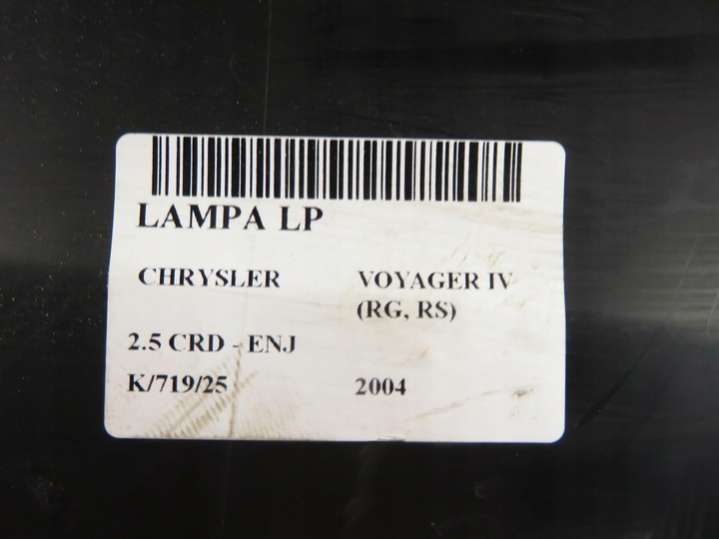 LAMPA LP
CHRYSLER VOYAGER IV
(RG, RS)
2.5 CRD - ENJ
K/719/25 2004